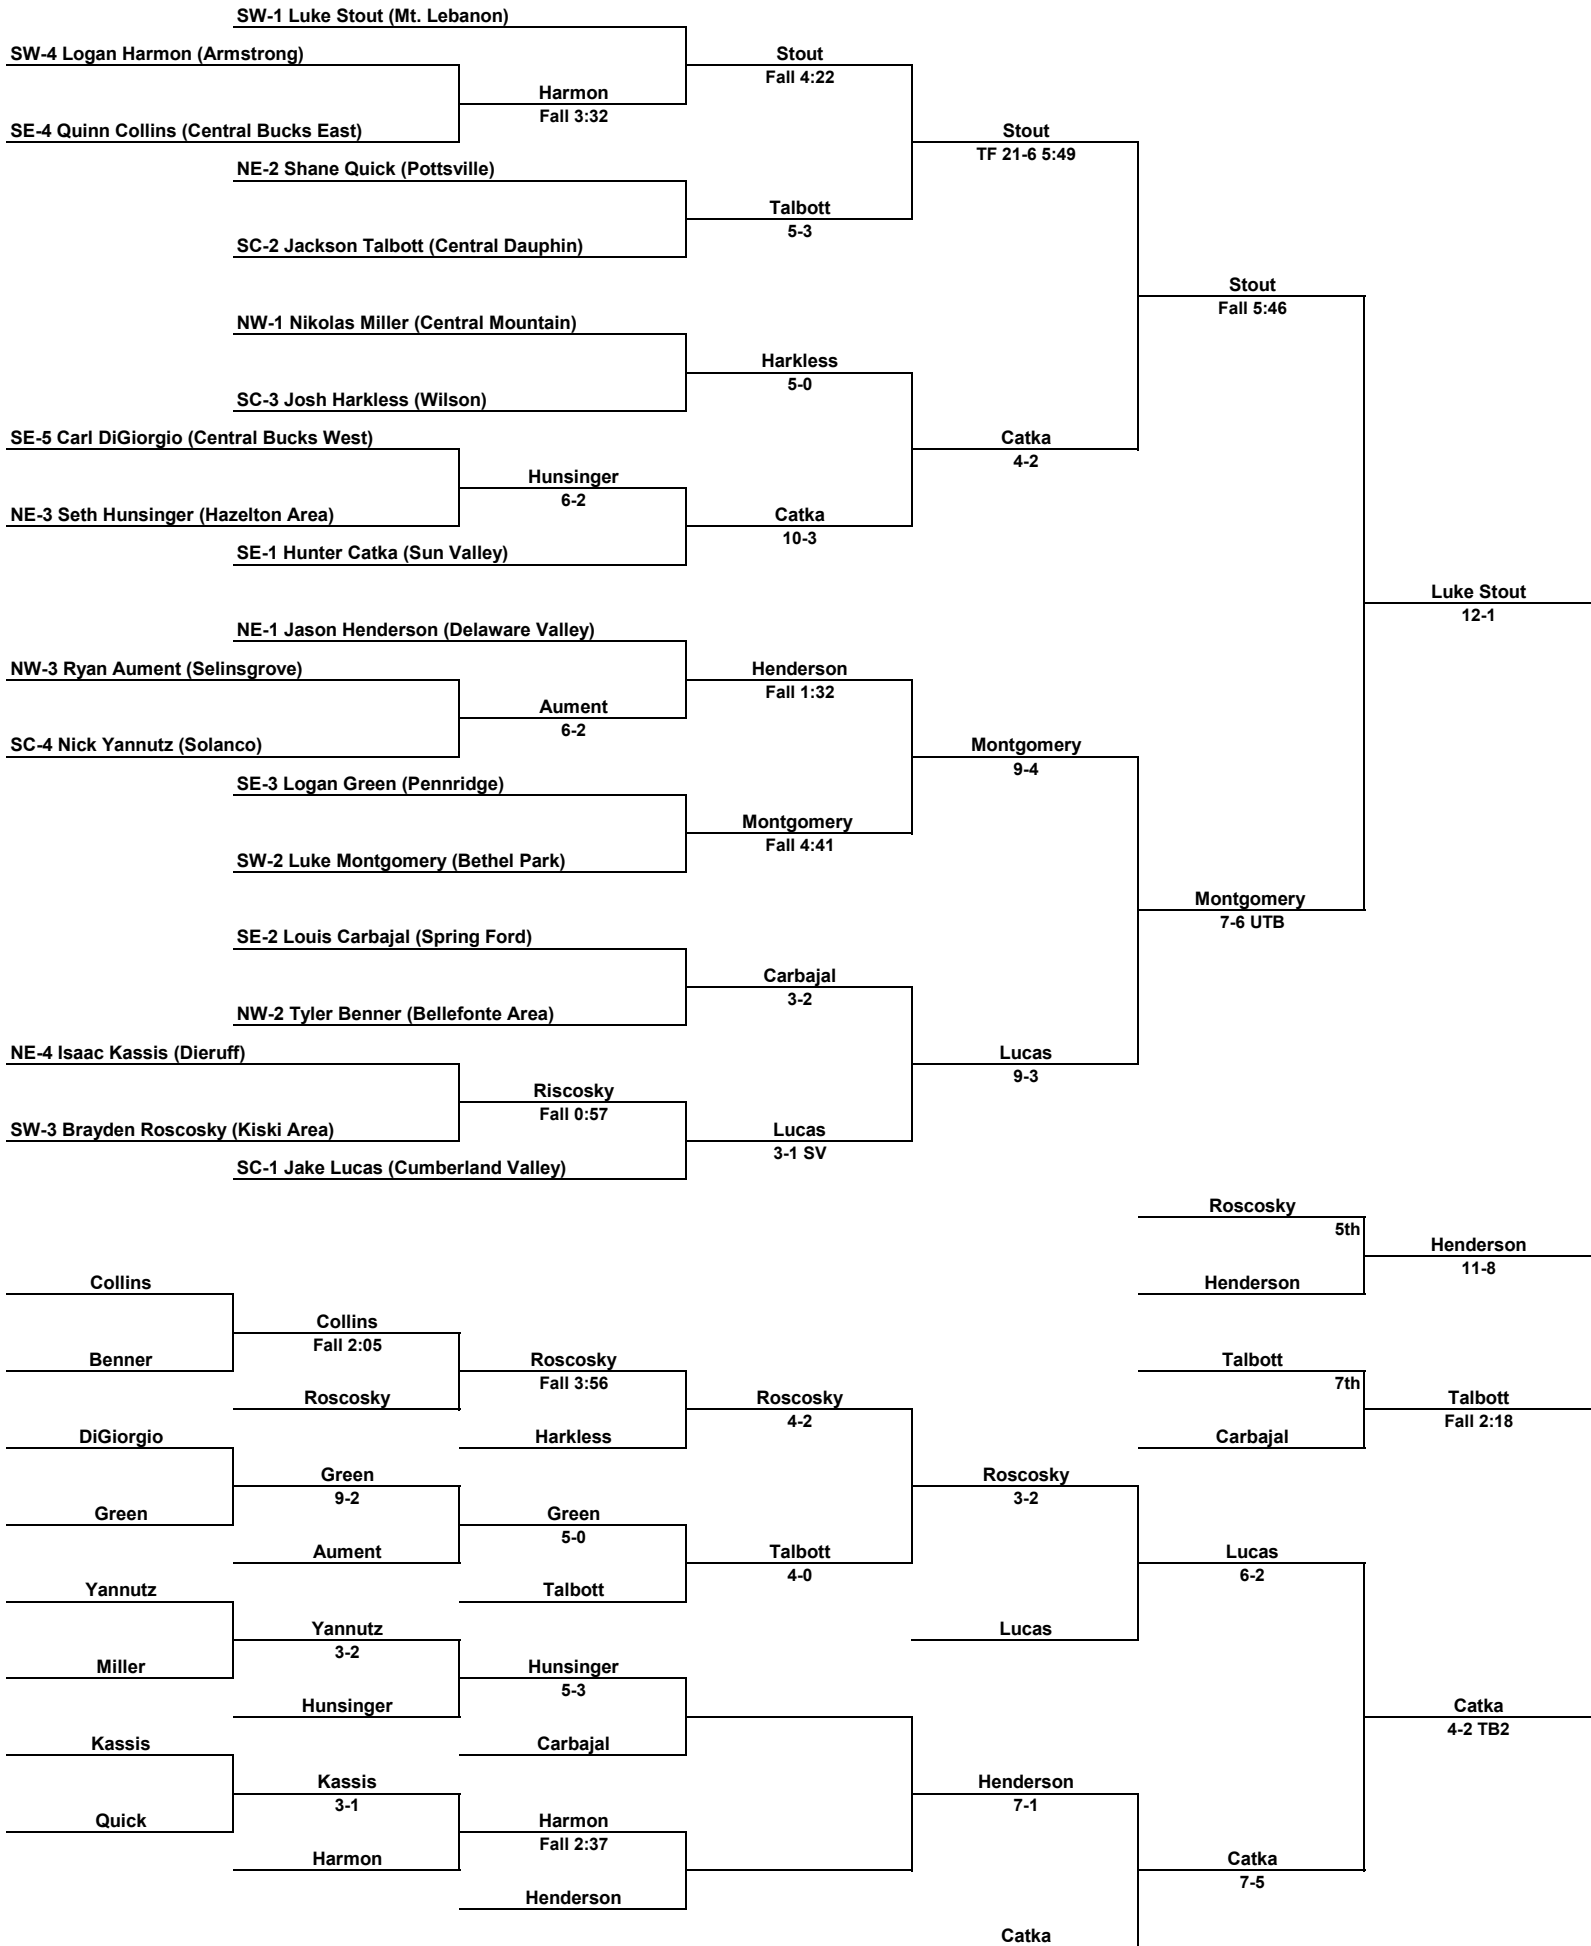 SW-1 Luke Stout (Mt. Lebanon)
SW-4 Logan Harmon (Armstrong)
Stout
Fall 4:22
Harmon
Fall 3:32
SE-4 Quinn Collins (Central Bucks East)
Stout
TF 21-6 5:49
NE-2 Shane Quick (Pottsville)
Talbott
5-3
SC-2 Jackson Talbott (Central Dauphin)
Stout
Fall 5:46
NW-1 Nikolas Miller (Central Mountain)
Harkless
5-0
SC-3 Josh Harkless (Wilson)
SE-5 Carl DiGiorgio (Central Bucks West)
Catka
4-2
Hunsinger
6-2
NE-3 Seth Hunsinger (Hazelton Area)
Catka
10-3
SE-1 Hunter Catka (Sun Valley)
Luke Stout
12-1
NE-1 Jason Henderson (Delaware Valley)
NW-3 Ryan Aument (Selinsgrove)
Henderson
Fall 1:32
Aument
6-2
SC-4 Nick Yannutz (Solanco)
Montgomery
9-4
SE-3 Logan Green (Pennridge)
Montgomery
Fall 4:41
SW-2 Luke Montgomery (Bethel Park)
Montgomery
7-6 UTB
SE-2 Louis Carbajal (Spring Ford)
Carbajal
3-2
NW-2 Tyler Benner (Bellefonte Area)
NE-4 Isaac Kassis (Dieruff)
Lucas
9-3
Riscosky
Fall 0:57
SW-3 Brayden Roscosky (Kiski Area)
Lucas
3-1 SV
SC-1 Jake Lucas (Cumberland Valley)
Roscosky
5th
Henderson
11-8
Henderson
Collins
Collins
Fall 2:05
Benner
Roscosky
Fall 3:56
Talbott
7th
Roscosky
Roscosky
4-2
Talbott
Fall 2:18
DiGiorgio
Harkless
Carbajal
Green
9-2
Roscosky
3-2
Green
Green
5-0
Aument
Talbott
4-0
Lucas
6-2
Yannutz
Talbott
Yannutz
3-2
Lucas
Miller
Hunsinger
5-3
Hunsinger
Catka
4-2 TB2
Kassis
Carbajal
Kassis
3-1
Henderson
7-1
Quick
Harmon
Fall 2:37
Harmon
Catka
7-5
Henderson
Catka